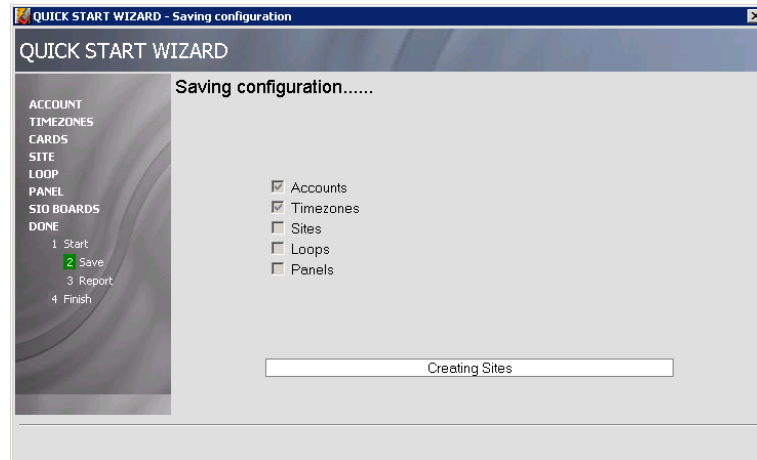 QUICK START WIZARD - Saving configuration
QUICK START WIZARD
ACCOUNT
TIMEZONES
CARDS
SITE
LOOP
PANEL
SIO BOARDS
DONE
1 Start
2 Save
3 Report
4 Finish
Saving configuration......
Accounts
Timezones
Sites
Loops
Panels
Creating Sites